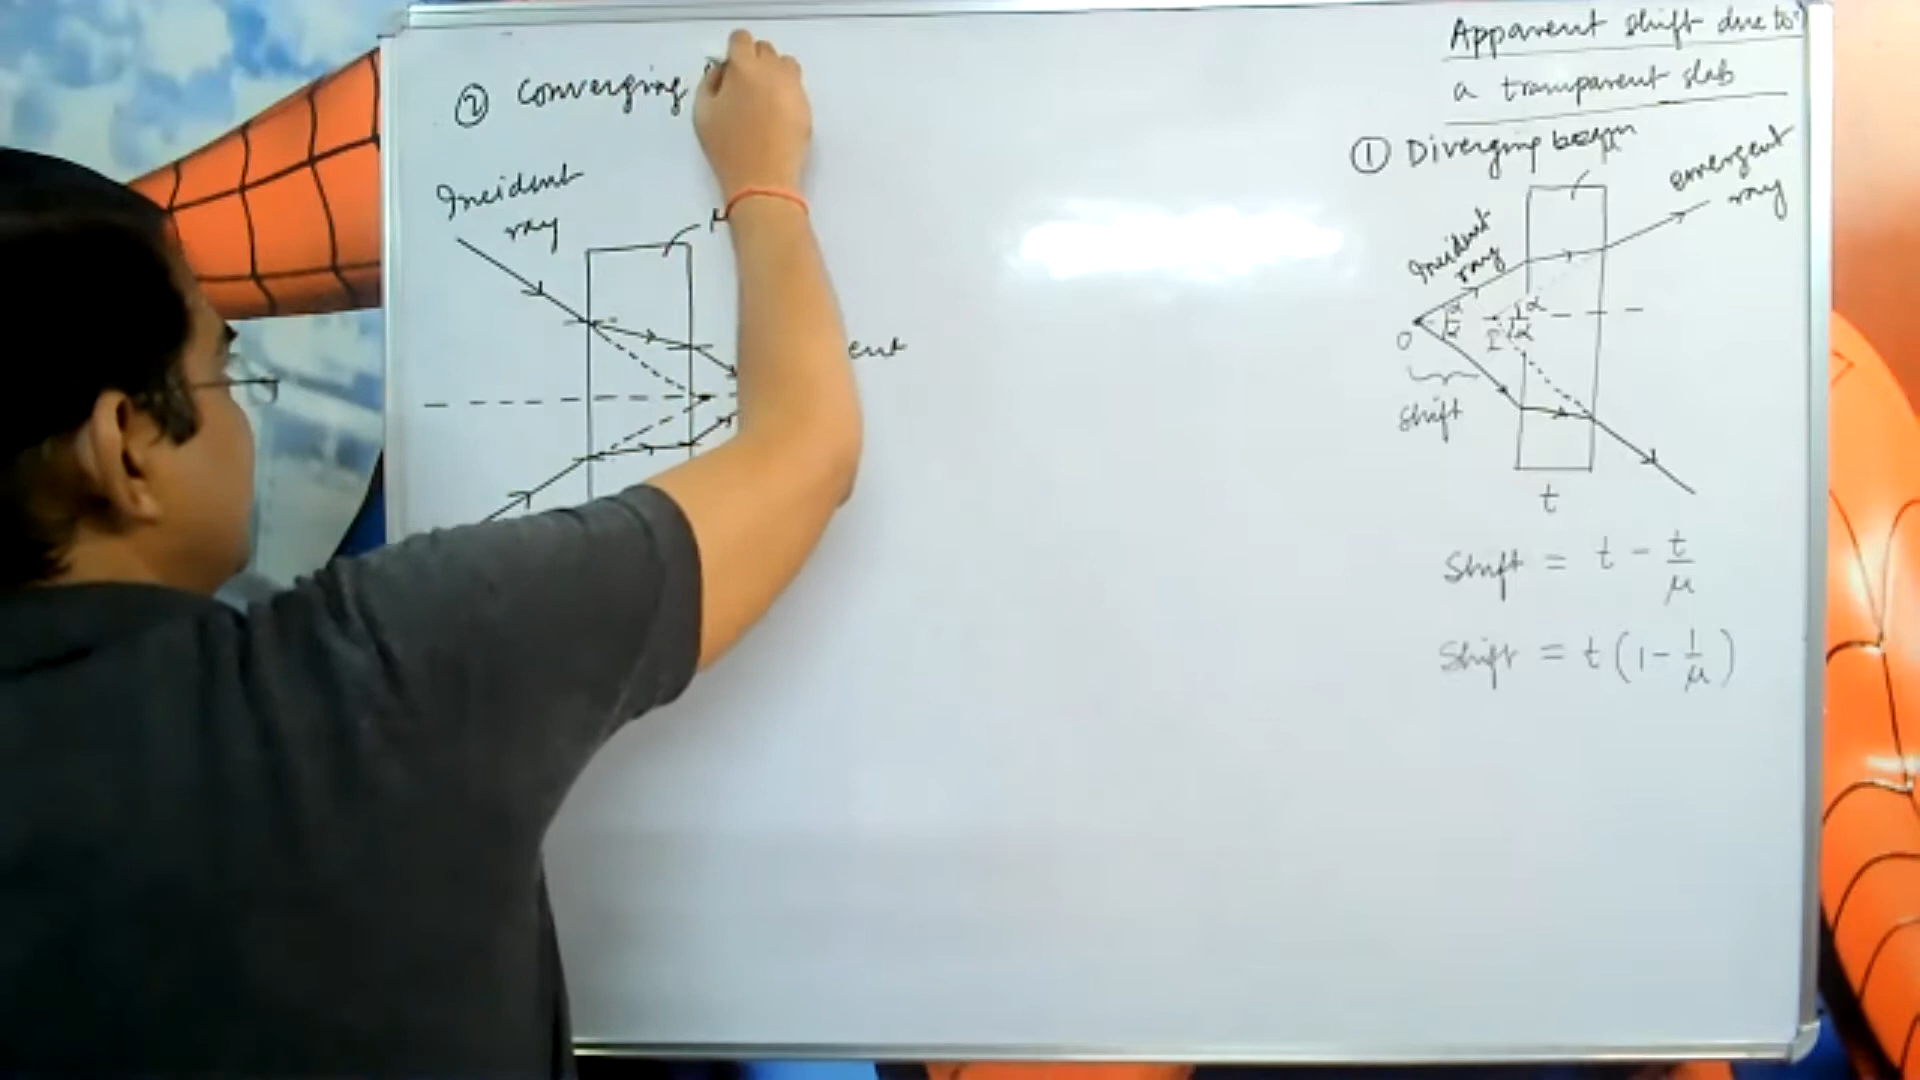 Apparent shift due to
a transparent slab
① Diverging beam
μ
emergent
ray
Incident
ray
α
α
α
α
O
I
shift
t
Shift = t - t/μ
Shift = t(1 - 1/μ)
② Converging
Incident
ray
μ
ent